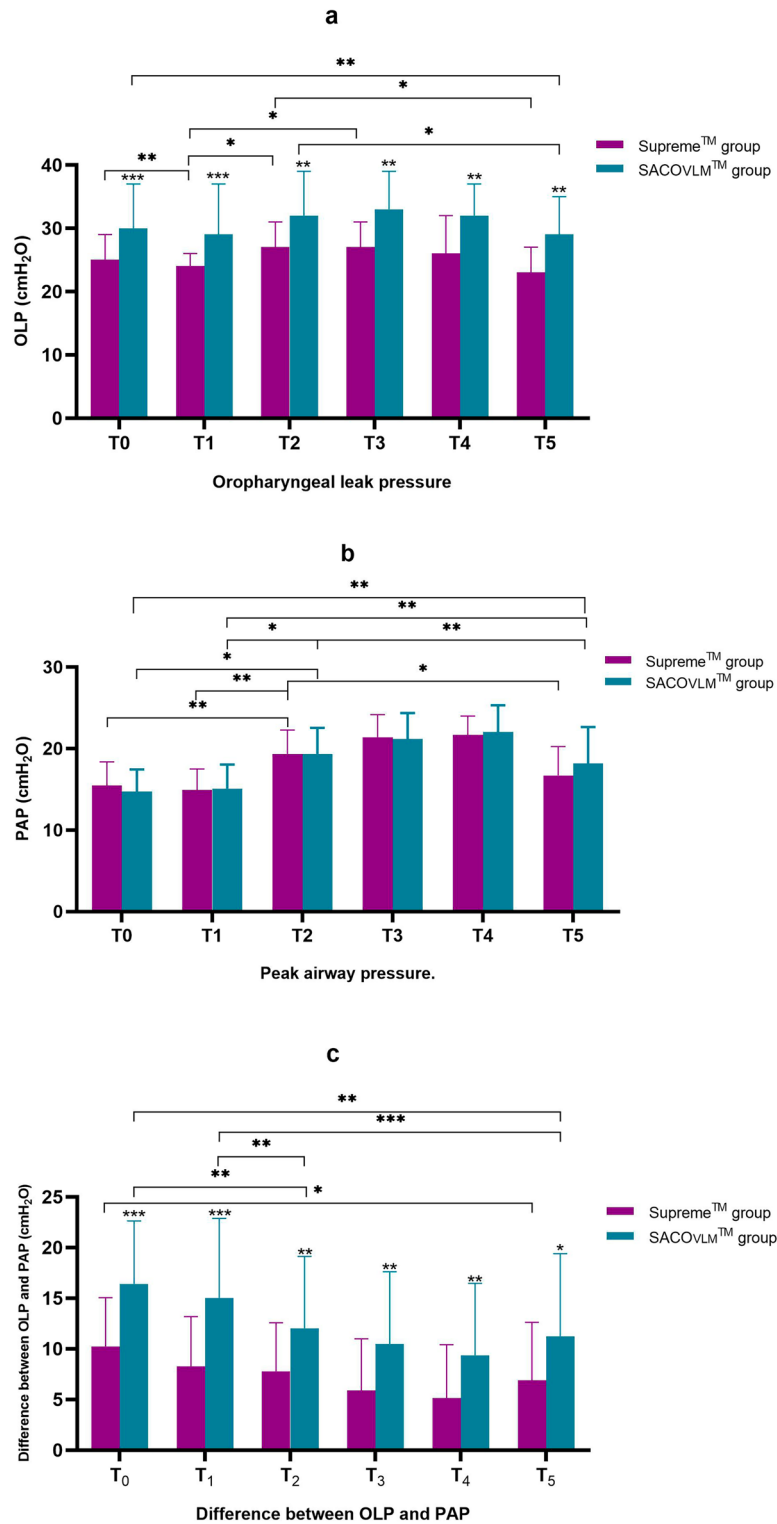 a
**
*
*
*
** *
Supreme™ group
SACOVLM™ group
*** *** ** ** ** **
40
30
20
10
0
OLP (cmH₂O)
T0 T1 T2 T3 T4 T5
Oropharyngeal leak pressure
b
**
**
* **
*
** *
**
Supreme™ group
SACOVLM™ group
30
20
10
0
PAP (cmH₂O)
T0 T1 T2 T3 T4 T5
Peak airway pressure.
c
**
***
**
**
*
Supreme™ group
SACOVLM™ group
*** *** ** ** ** *
25
20
15
10
5
0
Difference between OLP and PAP (cmH₂O)
T₀ T₁ T₂ T₃ T₄ T₅
Difference between OLP and PAP